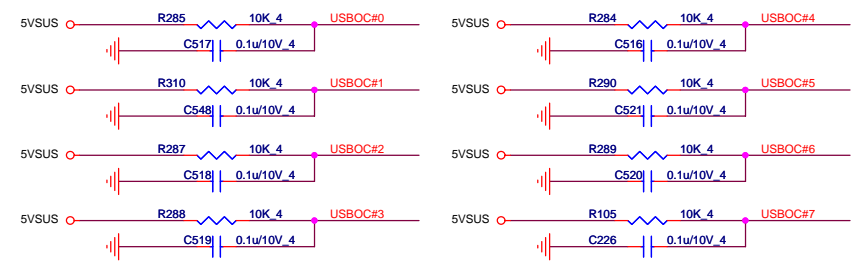 5VSUS R285 10K_4 USBOC#0
C517 0.1u/10V_4
5VSUS R310 10K_4 USBOC#1
C548 0.1u/10V_4
5VSUS R287 10K_4 USBOC#2
C518 0.1u/10V_4
5VSUS R288 10K_4 USBOC#3
C519 0.1u/10V_4
5VSUS R284 10K_4 USBOC#4
C516 0.1u/10V_4
5VSUS R290 10K_4 USBOC#5
C521 0.1u/10V_4
5VSUS R289 10K_4 USBOC#6
C520 0.1u/10V_4
5VSUS R105 10K_4 USBOC#7
C226 0.1u/10V_4